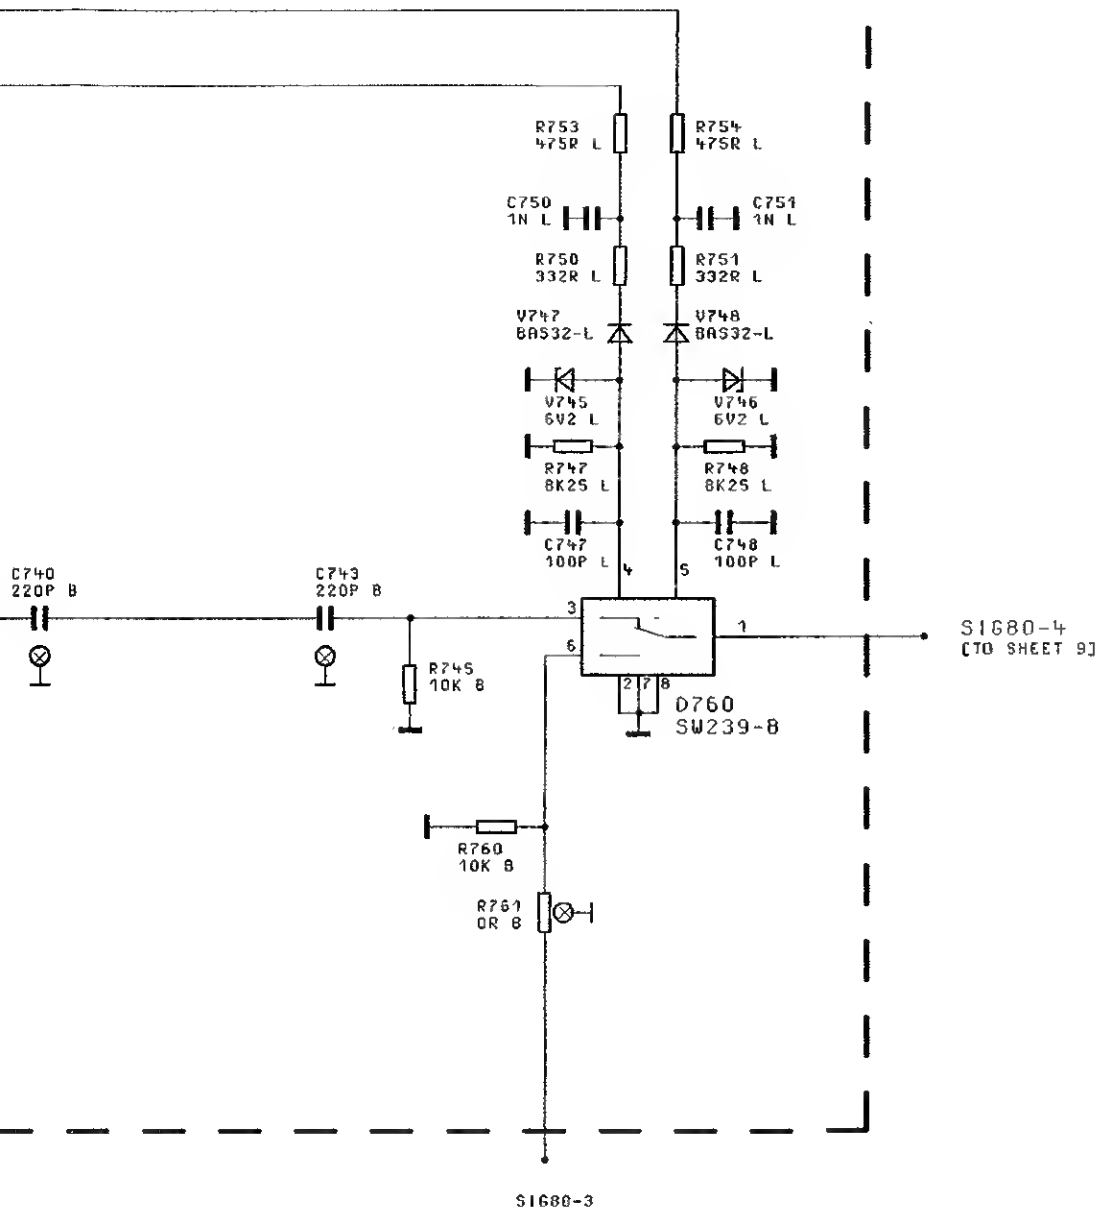 R753
475R L
R754
475R L
C750
1N L
C751
1N L
R750
332R L
R751
332R L
V747
BAS32-L
V748
BAS32-L
V745
6V2 L
V746
6V2 L
R747
8K25 L
R748
8K25 L
C747
100P L
C748
100P L
4
5
C740
220P B
C743
220P B
3
1
6
S1680-4
[TO SHEET 9]
R745
10K B
2 7 8
D760
SW239-8
R760
10K B
R761
0R B
S1680-3